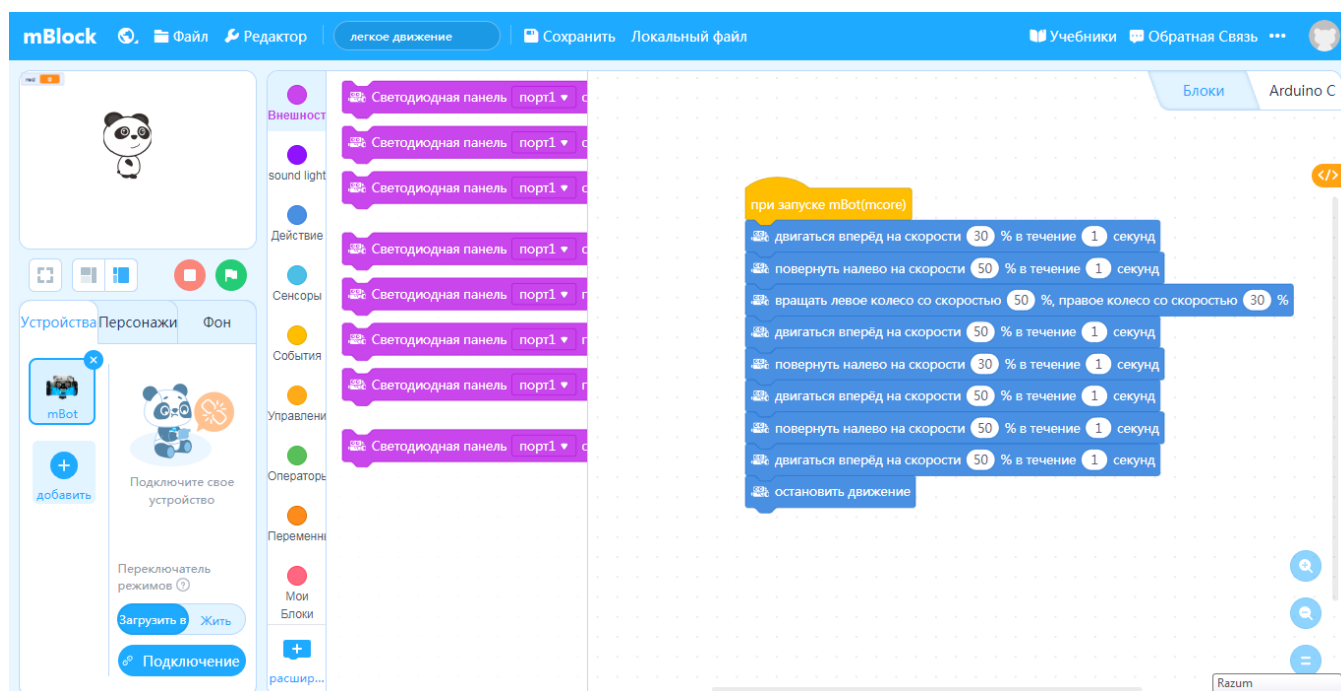 mBlock Файл Редактор легкое движение Сохранить Локальный файл Учебники Обратная Связь
Блоки Arduino C
Внешност
sound light
Действие
Сенсоры
События
Управлени
Операторы
Переменны
Мои
Блоки
расшир...
Светодиодная панель порт1
Светодиодная панель порт1
Светодиодная панель порт1
Светодиодная панель порт1
Светодиодная панель порт1
Светодиодная панель порт1
Светодиодная панель порт1
Светодиодная панель порт1
при запуске mBot(mcore)
двигаться вперёд на скорости 30 % в течение 1 секунд
повернуть налево на скорости 50 % в течение 1 секунд
вращать левое колесо со скоростью 50 %, правое колесо со скоростью 30 %
двигаться вперёд на скорости 50 % в течение 1 секунд
повернуть налево на скорости 30 % в течение 1 секунд
двигаться вперёд на скорости 50 % в течение 1 секунд
повернуть налево на скорости 50 % в течение 1 секунд
двигаться вперёд на скорости 50 % в течение 1 секунд
остановить движение
Устройства Персонажи Фон
mBot
добавить
Подключите свое
устройство
Переключатель
режимов ?
Загрузить в Жить
Подключение
Razum